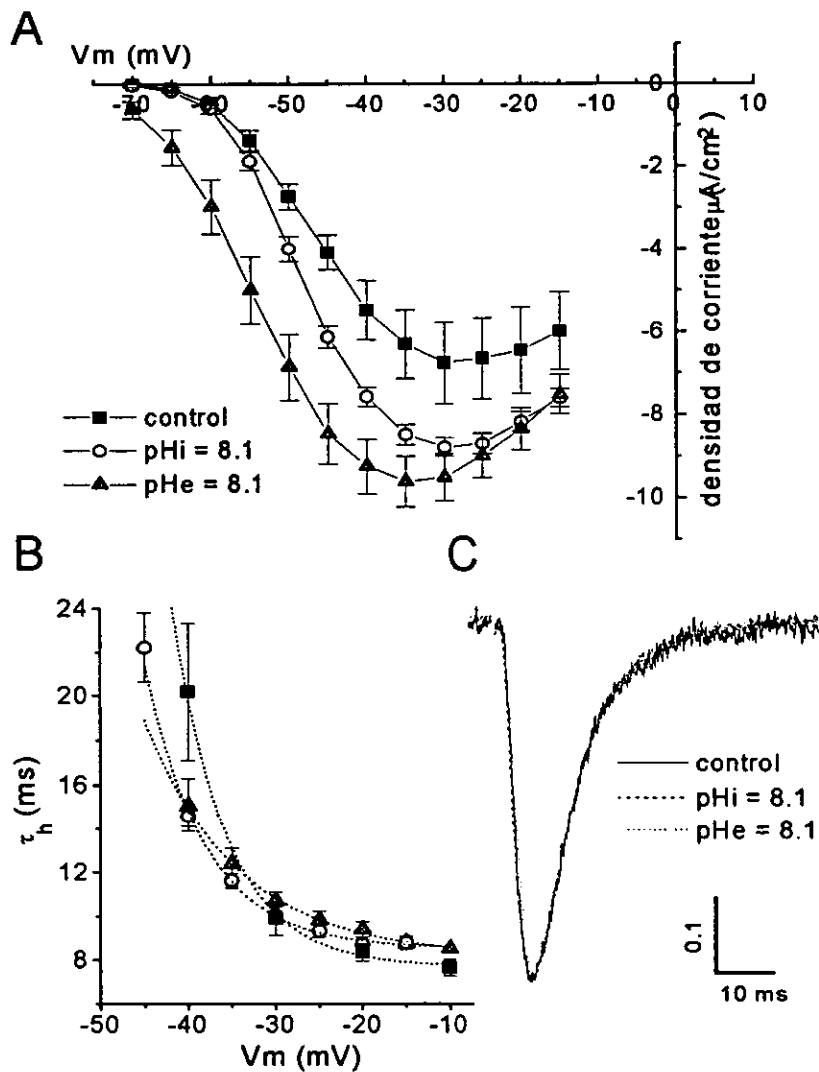 A
Vm (mV)
-70 -60 -50 -40 -30 -20 -10 0 10
0
-2
-4
-6
-8
-10
densidad de corriente µA/cm²
control
pHi = 8.1
pHe = 8.1
B
24
20
16
12
8
τh (ms)
-50 -40 -30 -20 -10
Vm (mV)
C
control
pHi = 8.1
pHe = 8.1
0.1
10 ms